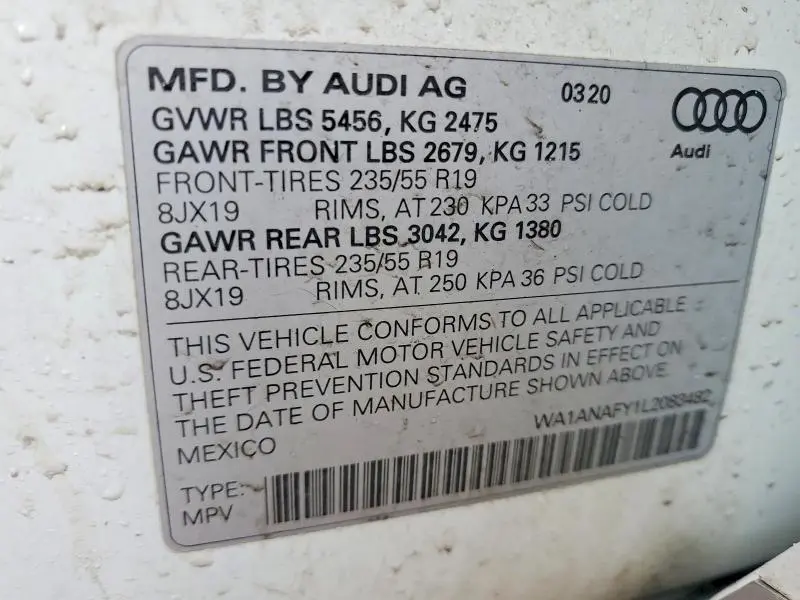 MFD. BY AUDI AG 0320
GVWR LBS 5456, KG 2475
Audi
GAWR FRONT LBS 2679, KG 1215
FRONT-TIRES 235/55 R19
8JX19 RIMS, AT 230 KPA 33 PSI COLD
GAWR REAR LBS 3042, KG 1380
REAR-TIRES 235/55 R19
8JX19 RIMS, AT 250 KPA 36 PSI COLD
THIS VEHICLE CONFORMS TO ALL APPLICABLE
U.S. FEDERAL MOTOR VEHICLE SAFETY AND
THEFT PREVENTION STANDARDS IN EFFECT ON
THE DATE OF MANUFACTURE SHOWN ABOVE.
MEXICO WA1ANAFY1L2083482
TYPE:
MPV